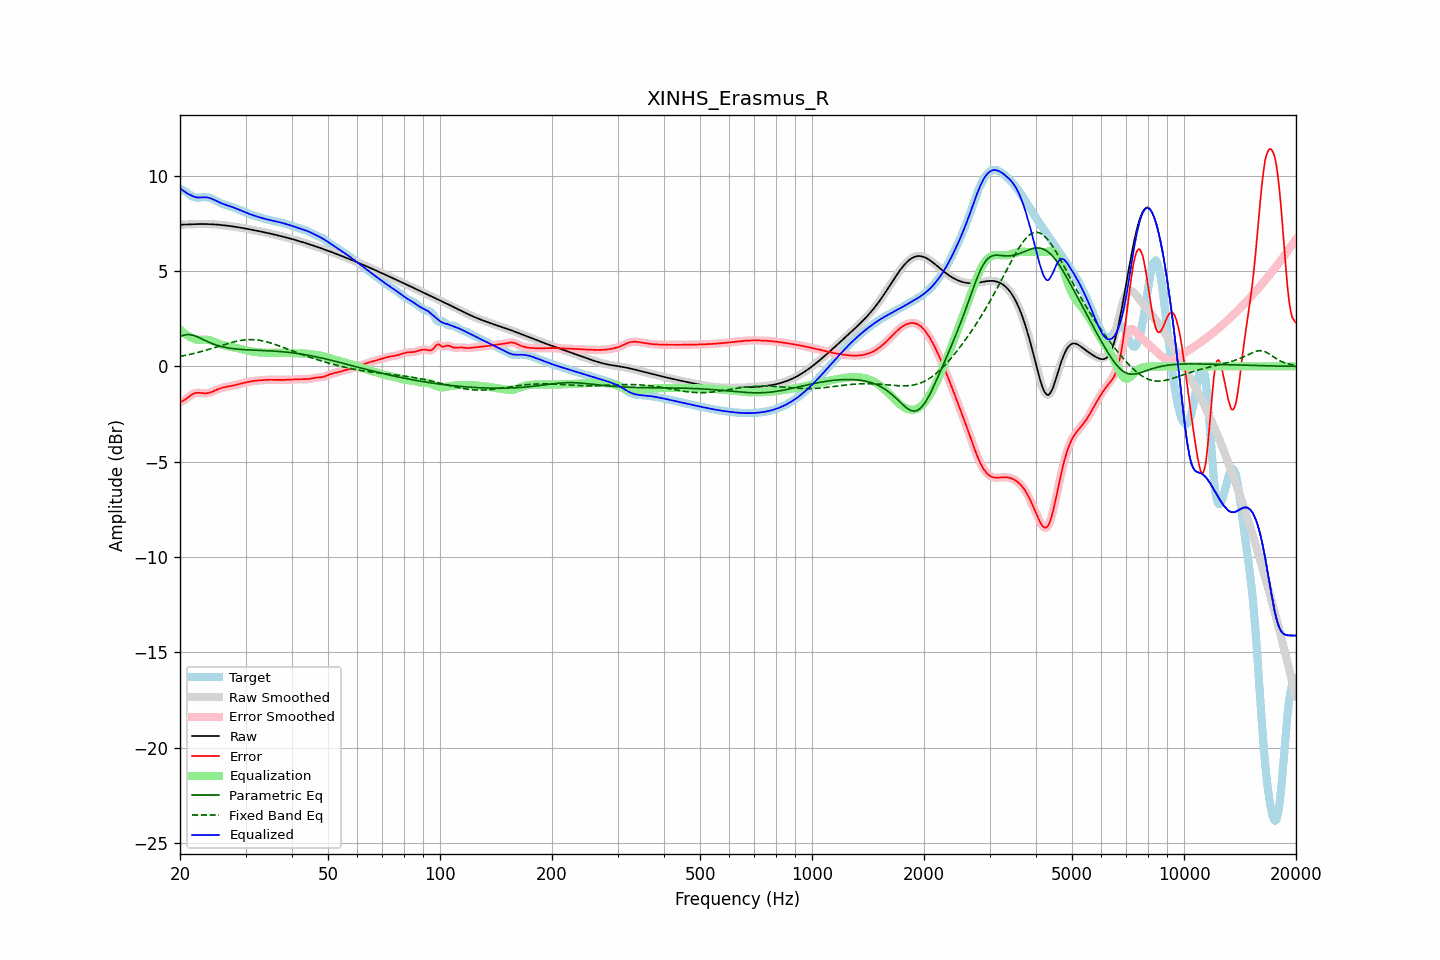 XINHS_Erasmus_R
Amplitude (dBr)
10
5
0
−5
−10
−15
−20
−25
Target
Raw Smoothed
Error Smoothed
Raw
Error
Equalization
Parametric Eq
Fixed Band Eq
Equalized
20 50 100 200 500 1000 2000 5000 10000 20000
Frequency (Hz)